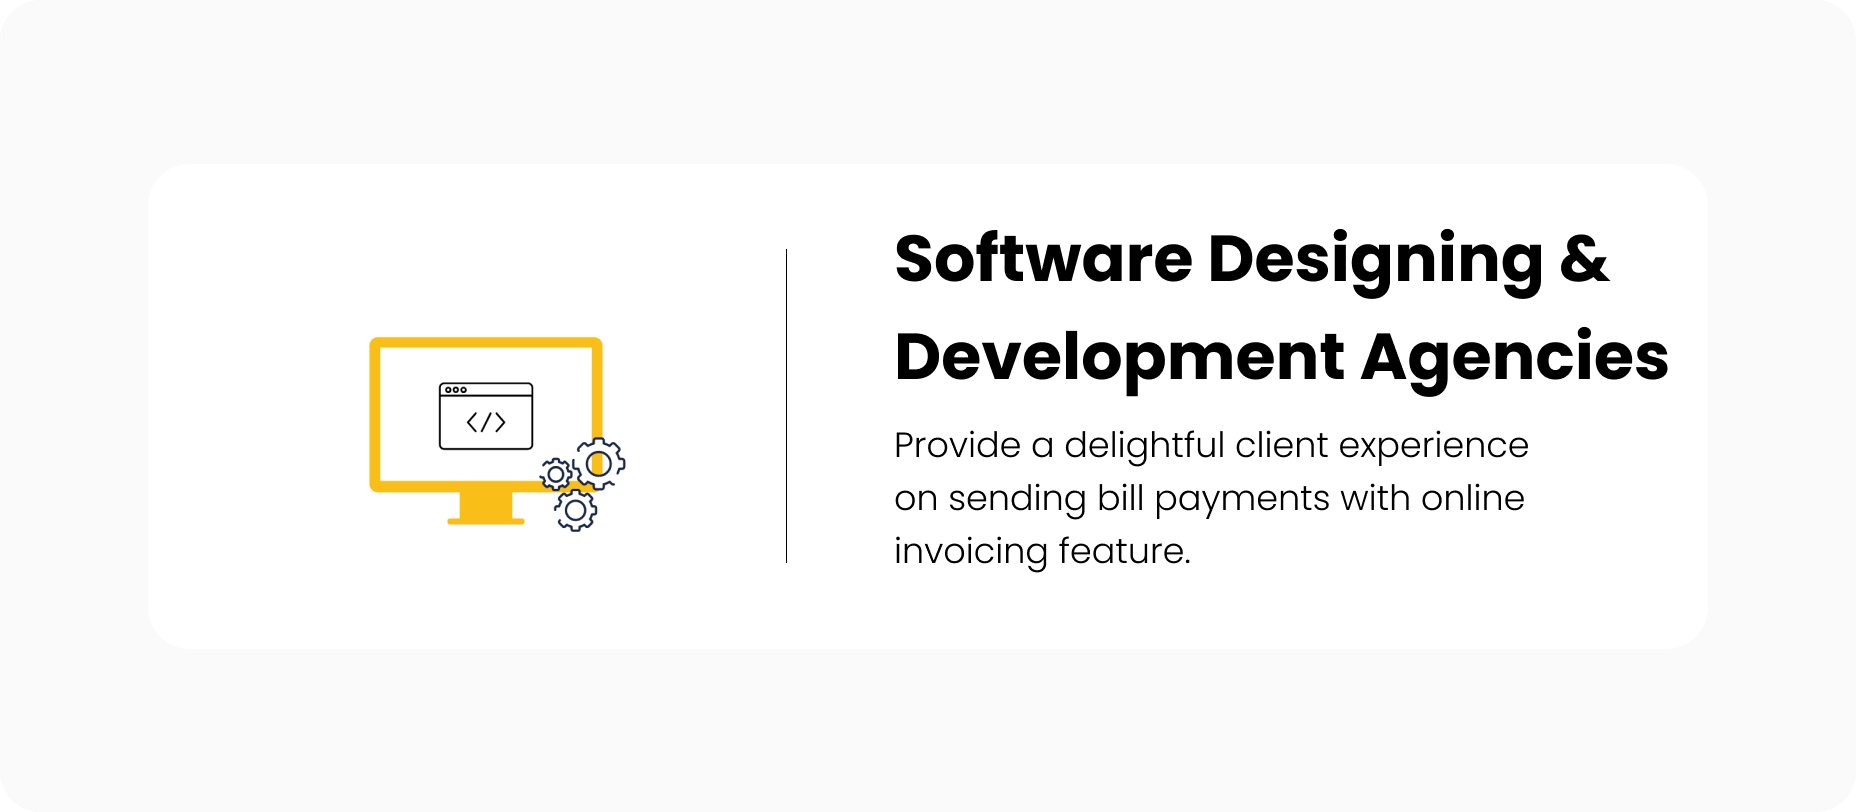 </>
Software Designing &
Development Agencies
Provide a delightful client experience
on sending bill payments with online
invoicing feature.